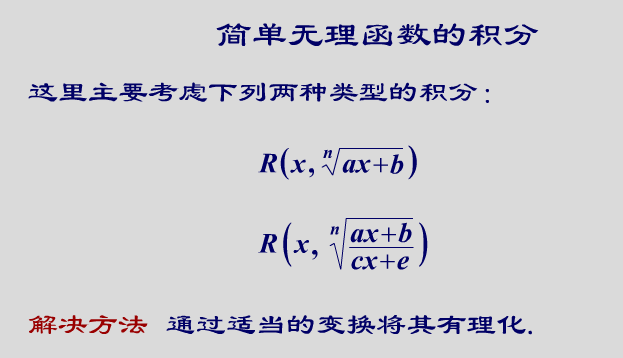 简单无理函数的积分
这里主要考虑下列两种类型的积分：
R(x, ⁿ√(ax+b))
R(x, ⁿ√((ax+b)/(cx+e)))
解决方法 通过适当的变换将其有理化.